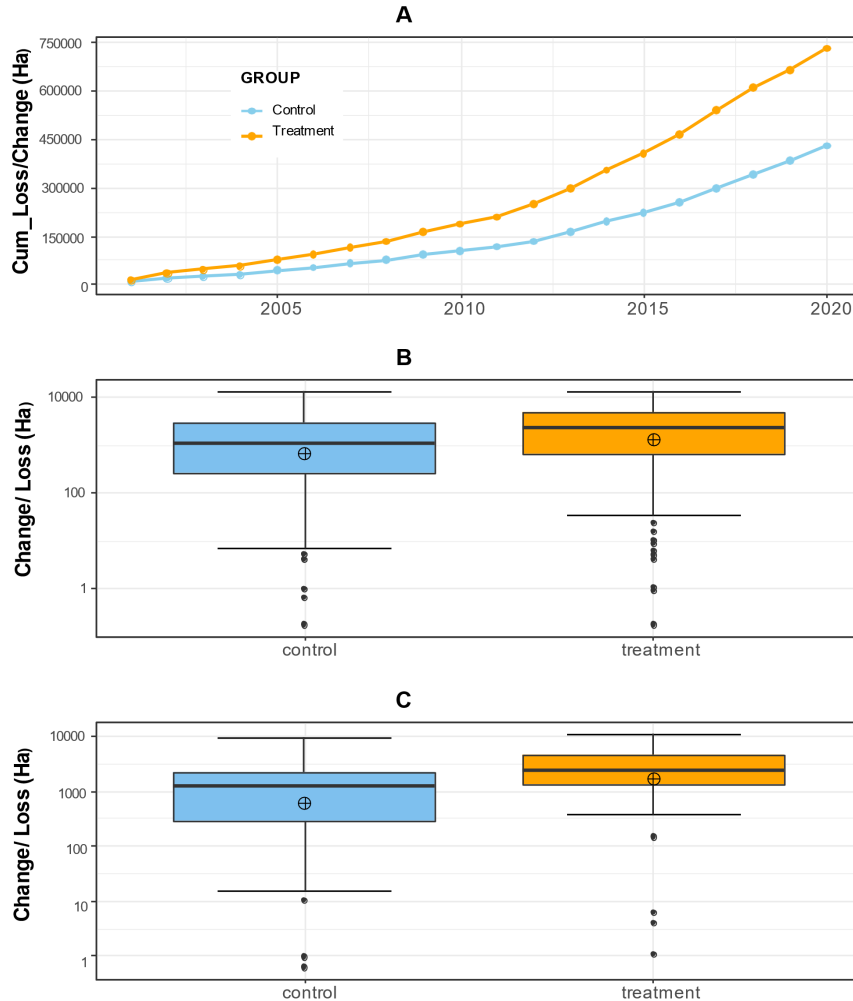 A
Cum_Loss/Change (Ha)
750000
600000
450000
300000
150000
0
GROUP
Control
Treatment
2005
2010
2015
2020
B
Change/ Loss (Ha)
10000
100
1
control
treatment
C
Change/ Loss (Ha)
10000
1000
100
10
1
control
treatment